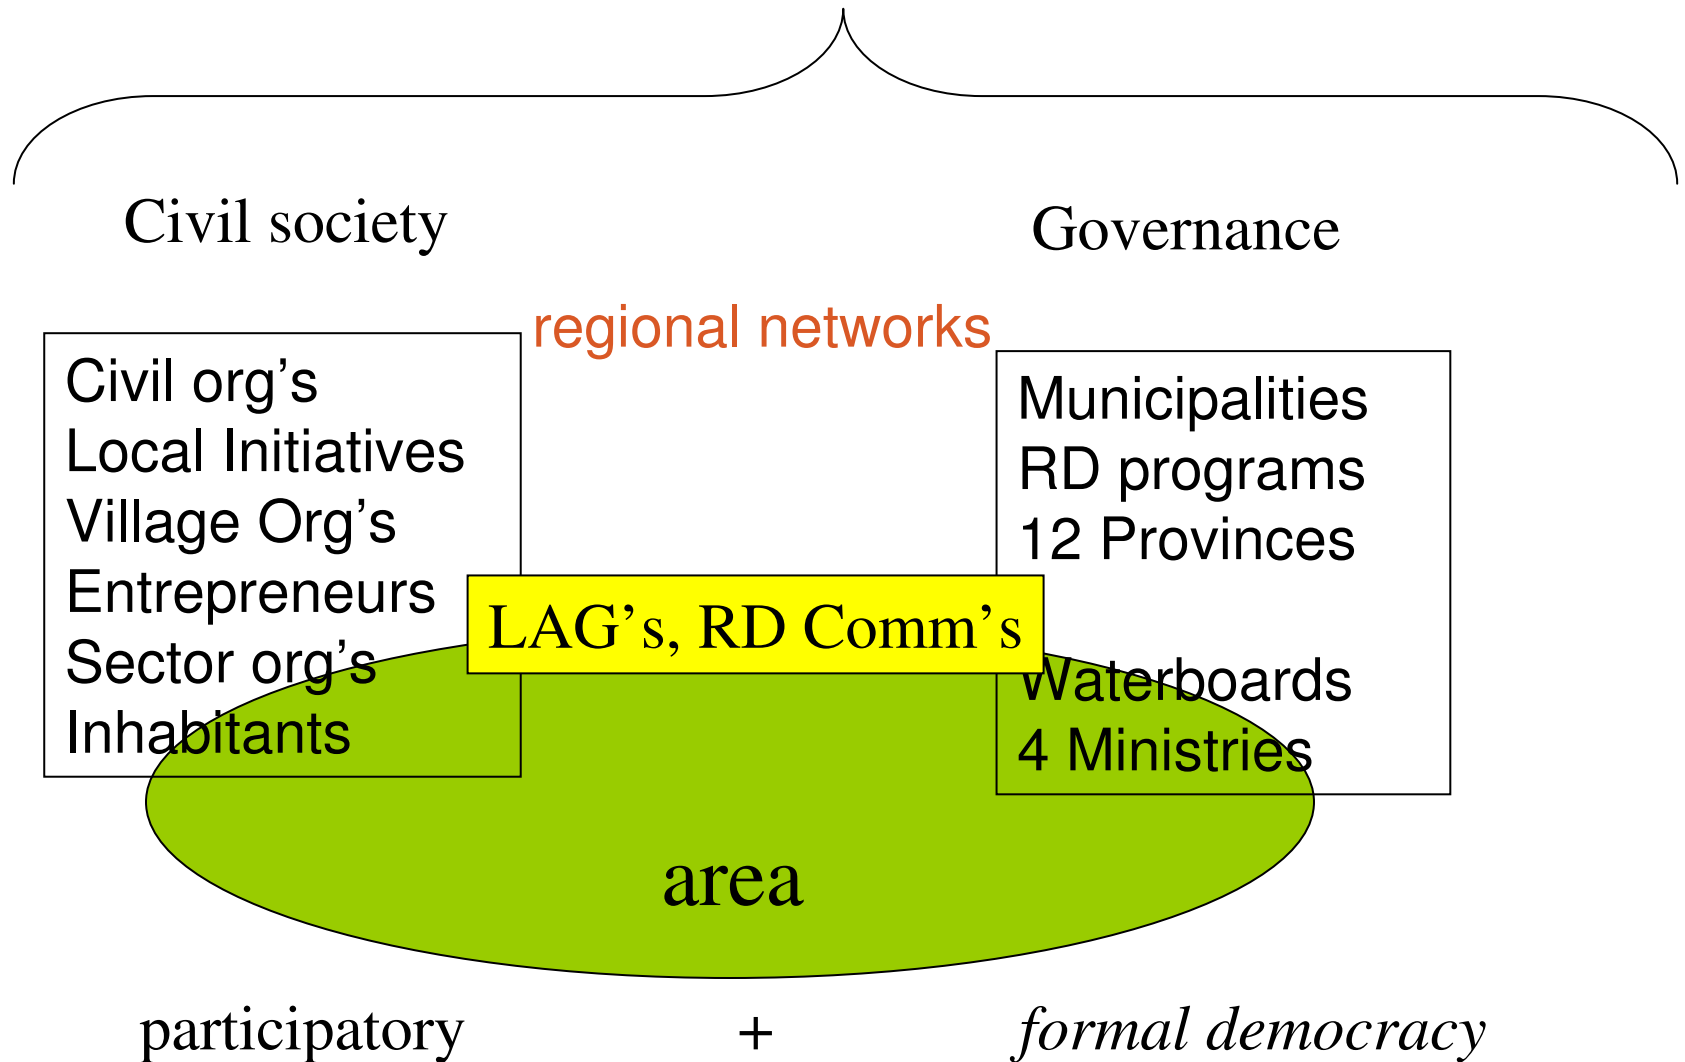 Civil society
Governance
regional networks
Civil org’s
Local Initiatives
Village Org’s
Entrepreneurs
Sector org’s
Inhabitants
Municipalities
RD programs
12 Provinces
Waterboards
4 Ministries
LAG’s, RD Comm’s
area
participatory + formal democracy